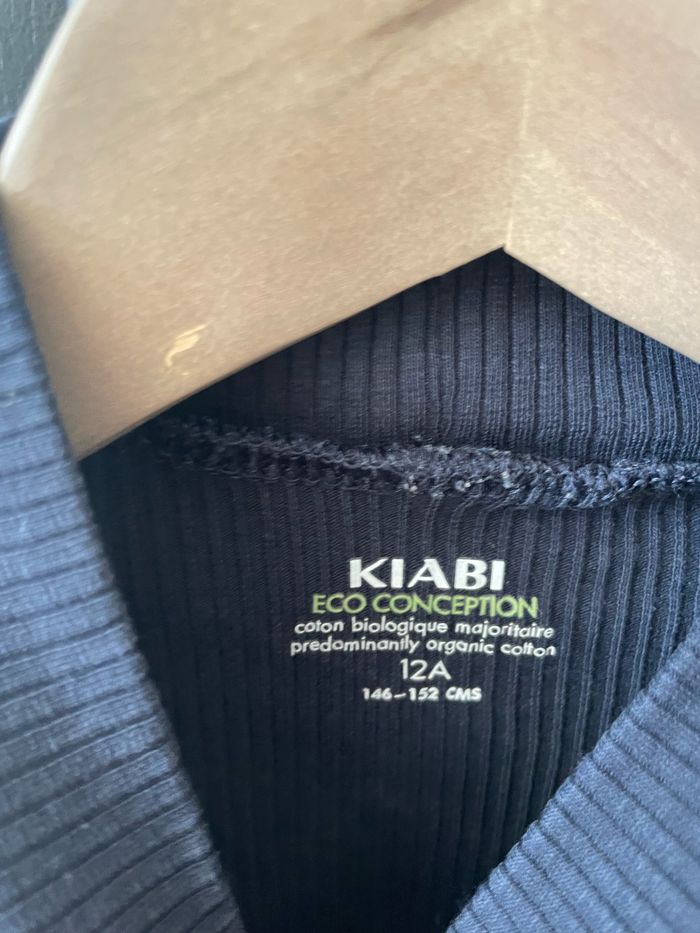 KIABI
ECO CONCEPTION
coton biologique majoritaire
predominantly organic cotton
12A
146-152 CMS